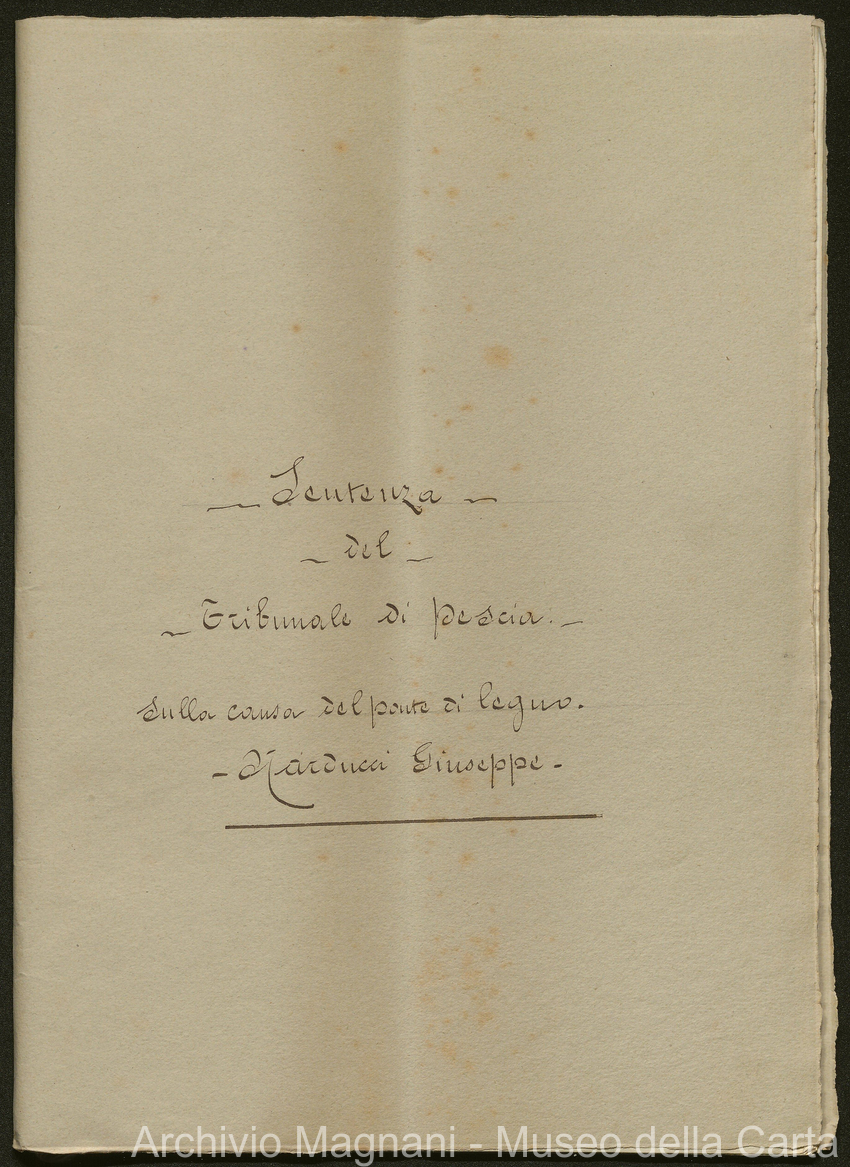 Sentenza
del
Tribunale di Pescia.
Sulla causa del ponte di legno.
- Narducci Giuseppe -
Archivio Magnani - Museo della Carta